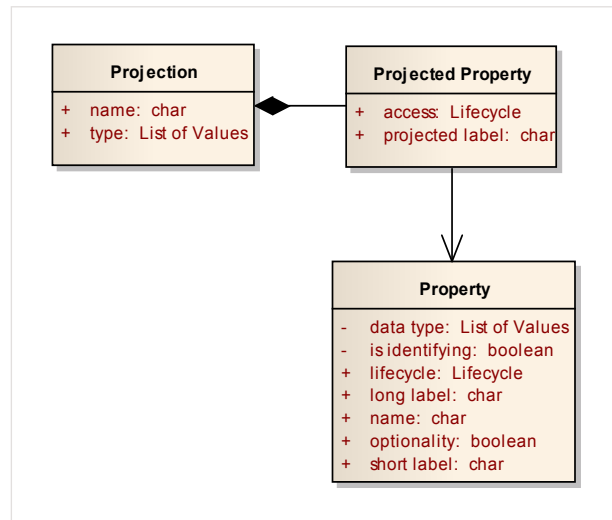 Projection
+ name: char
+ type: List of Values
Projected Property
+ access: Lifecycle
+ projected label: char
Property
- data type: List of Values
- is identifying: boolean
+ lifecycle: Lifecycle
+ long label: char
+ name: char
+ optionality: boolean
+ short label: char